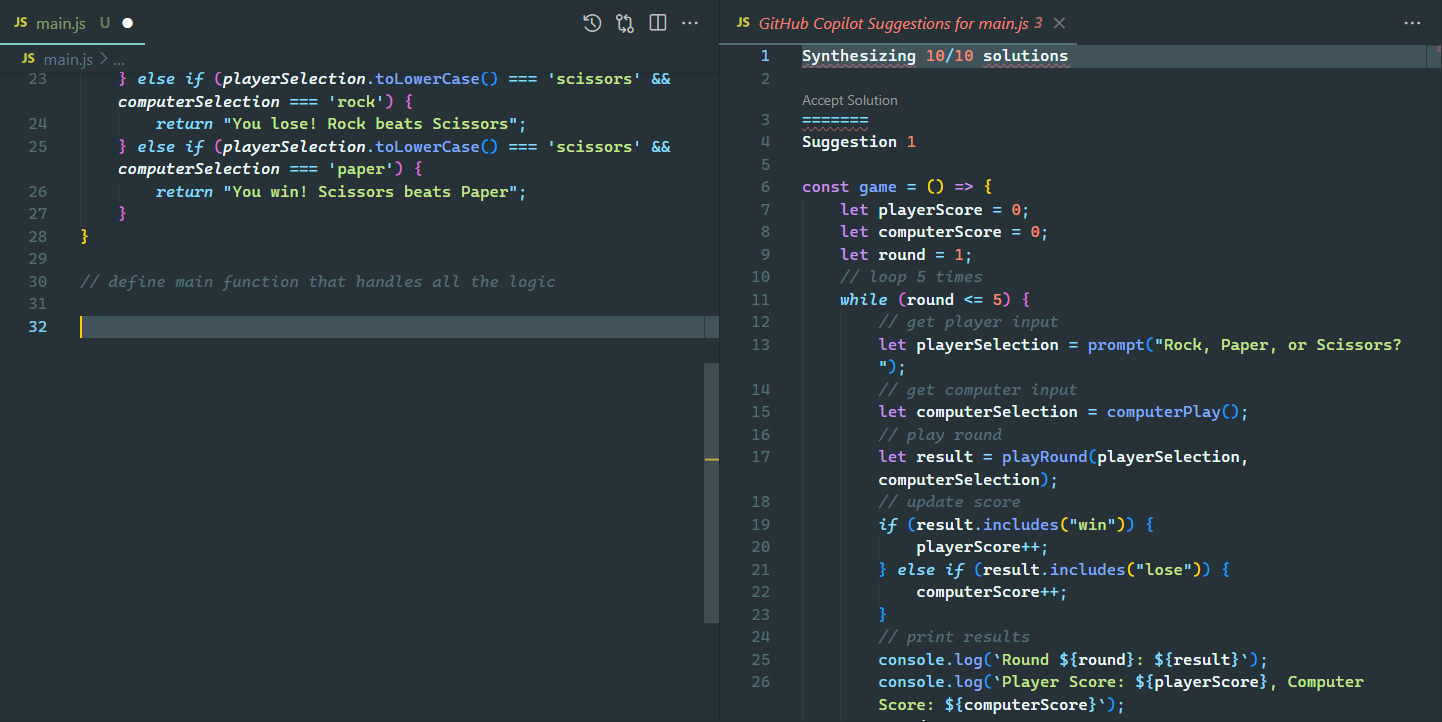 JS main.js U
JS main.js > ...
23 } else if (playerSelection.toLowerCase() === 'scissors' &&
computerSelection === 'rock') {
24 return "You lose! Rock beats Scissors";
25 } else if (playerSelection.toLowerCase() === 'scissors' &&
computerSelection === 'paper') {
26 return "You win! Scissors beats Paper";
27 }
28 }
29
30 // define main function that handles all the logic
31
32
JS GitHub Copilot Suggestions for main.js 3
1 Synthesizing 10/10 solutions
2
Accept Solution
3 =======
4 Suggestion 1
5
6 const game = () => {
7 let playerScore = 0;
8 let computerScore = 0;
9 let round = 1;
10 // loop 5 times
11 while (round <= 5) {
12 // get player input
13 let playerSelection = prompt("Rock, Paper, or Scissors?
");
14 // get computer input
15 let computerSelection = computerPlay();
16 // play round
17 let result = playRound(playerSelection,
computerSelection);
18 // update score
19 if (result.includes("win")) {
20 playerScore++;
21 } else if (result.includes("lose")) {
22 computerScore++;
23 }
24 // print results
25 console.log(`Round ${round}: ${result}`);
26 console.log(`Player Score: ${playerScore}, Computer
Score: ${computerScore}`);